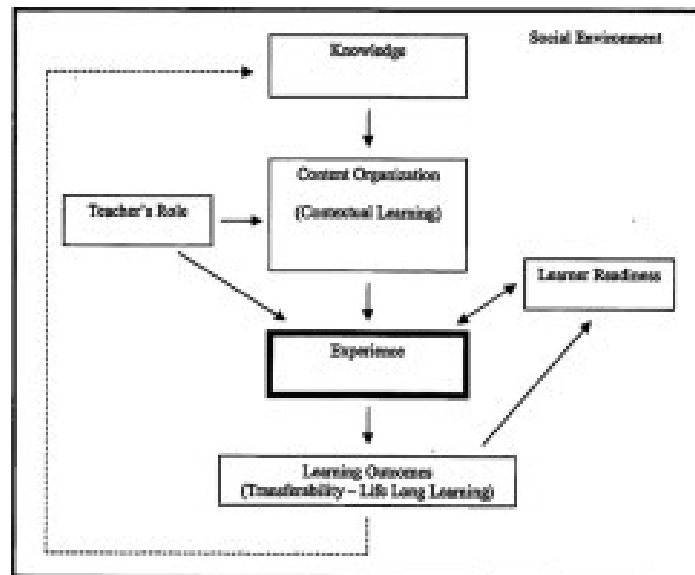 Social Environment
Knowledge
Content Organization
(Contextual Learning)
Teacher's Role
Learner Readiness
Experience
Learning Outcomes
(Transferability – Life Long Learning)